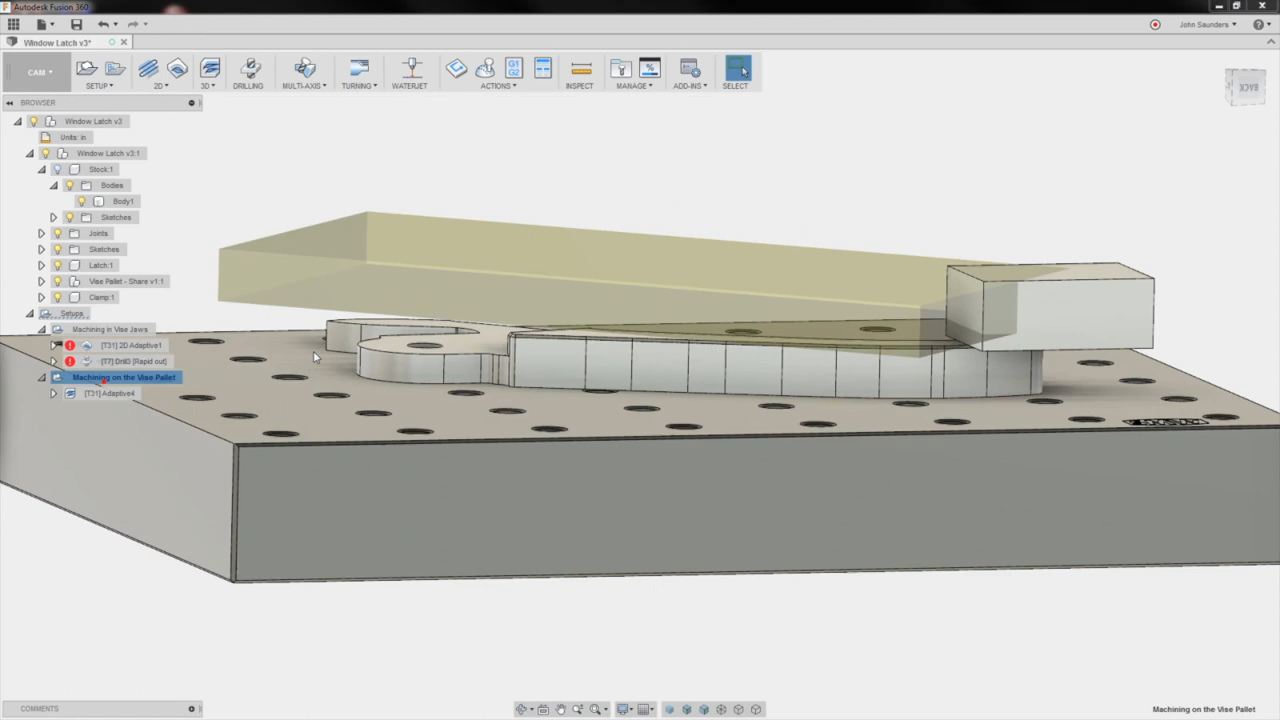 Autodesk Fusion 360
John Saunders
Window Latch v3*
CAM
SETUP
2D
3D
DRILLING
MULTI-AXIS
TURNING
WATERJET
G1
G2
ACTIONS
INSPECT
MANAGE
ADD-INS
SELECT
BROWSER
BACK
Window Latch v3
Units: in
Window Latch v3:1
Stock:1
Bodies
Body1
Sketches
Joints
Sketches
Latch:1
Vise Pallet - Share v1:1
Clamp:1
Setups
Machining in Vise Jaws
[T31] 2D Adaptive1
[T7] Drill3 [Rapid out]
Machining on the Vise Pallet
[T31] Adaptive4
COMMENTS
Machining on the Vise Pallet